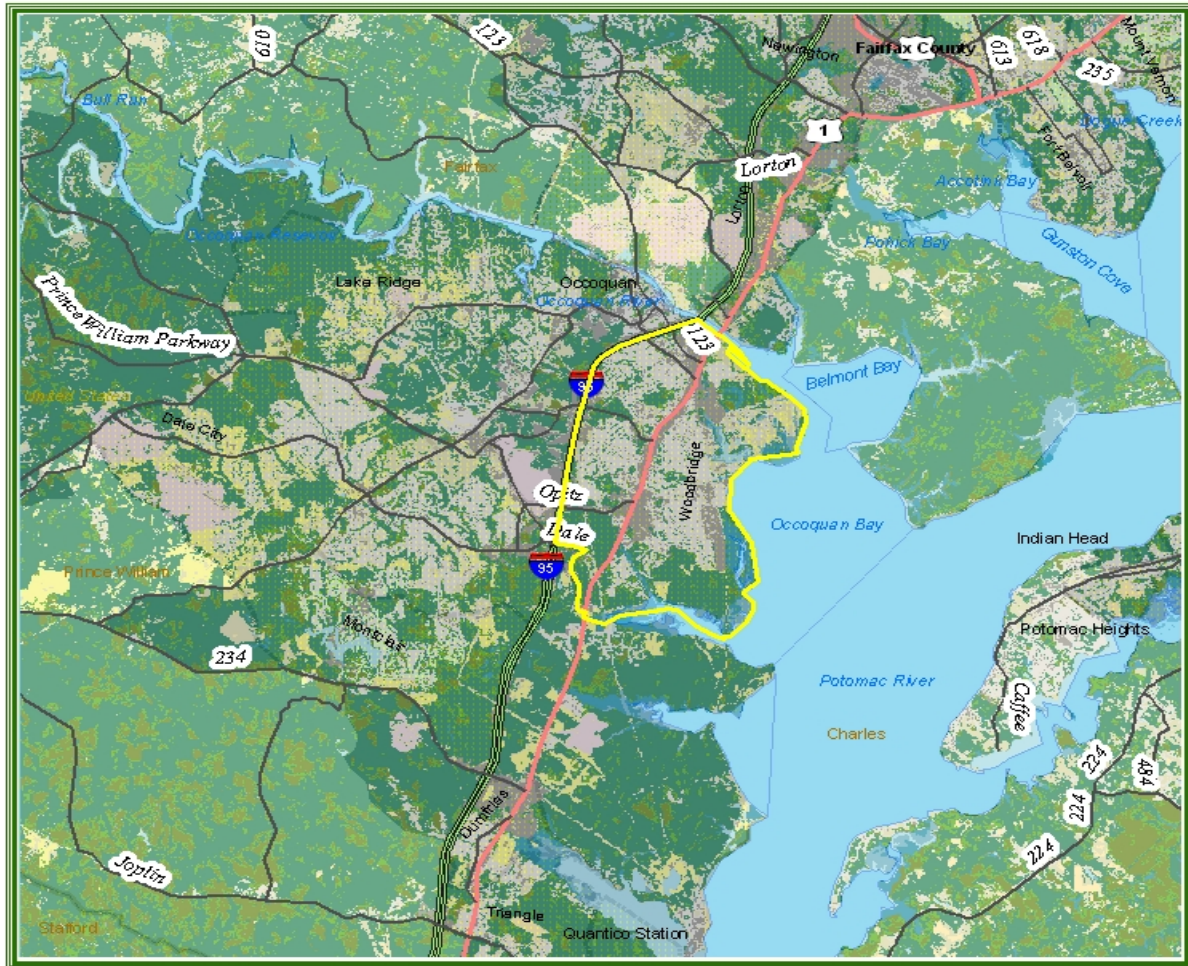 619
123
Newington
Fairfax County
613
618
235
Mount Vernon
Bull Run
1
Fort Belvoir
Dogue Creek
Fairfax
Lorton
Lorton
Accotink Bay
Pohick Bay
Gunston Cove
Occoquan Reservoir
Lake Ridge
Occoquan
Occoquan River
Prince William Parkway
123
Belmont Bay
95
United States
Dale City
Woodbridge
Opitz
Dale
Occoquan Bay
95
Indian Head
Prince William
Montclair
234
Potomac Heights
Potomac River
Caffee
Charles
224
484
224
224
Dumfries
Joplin
Triangle
Quantico Station
Stafford